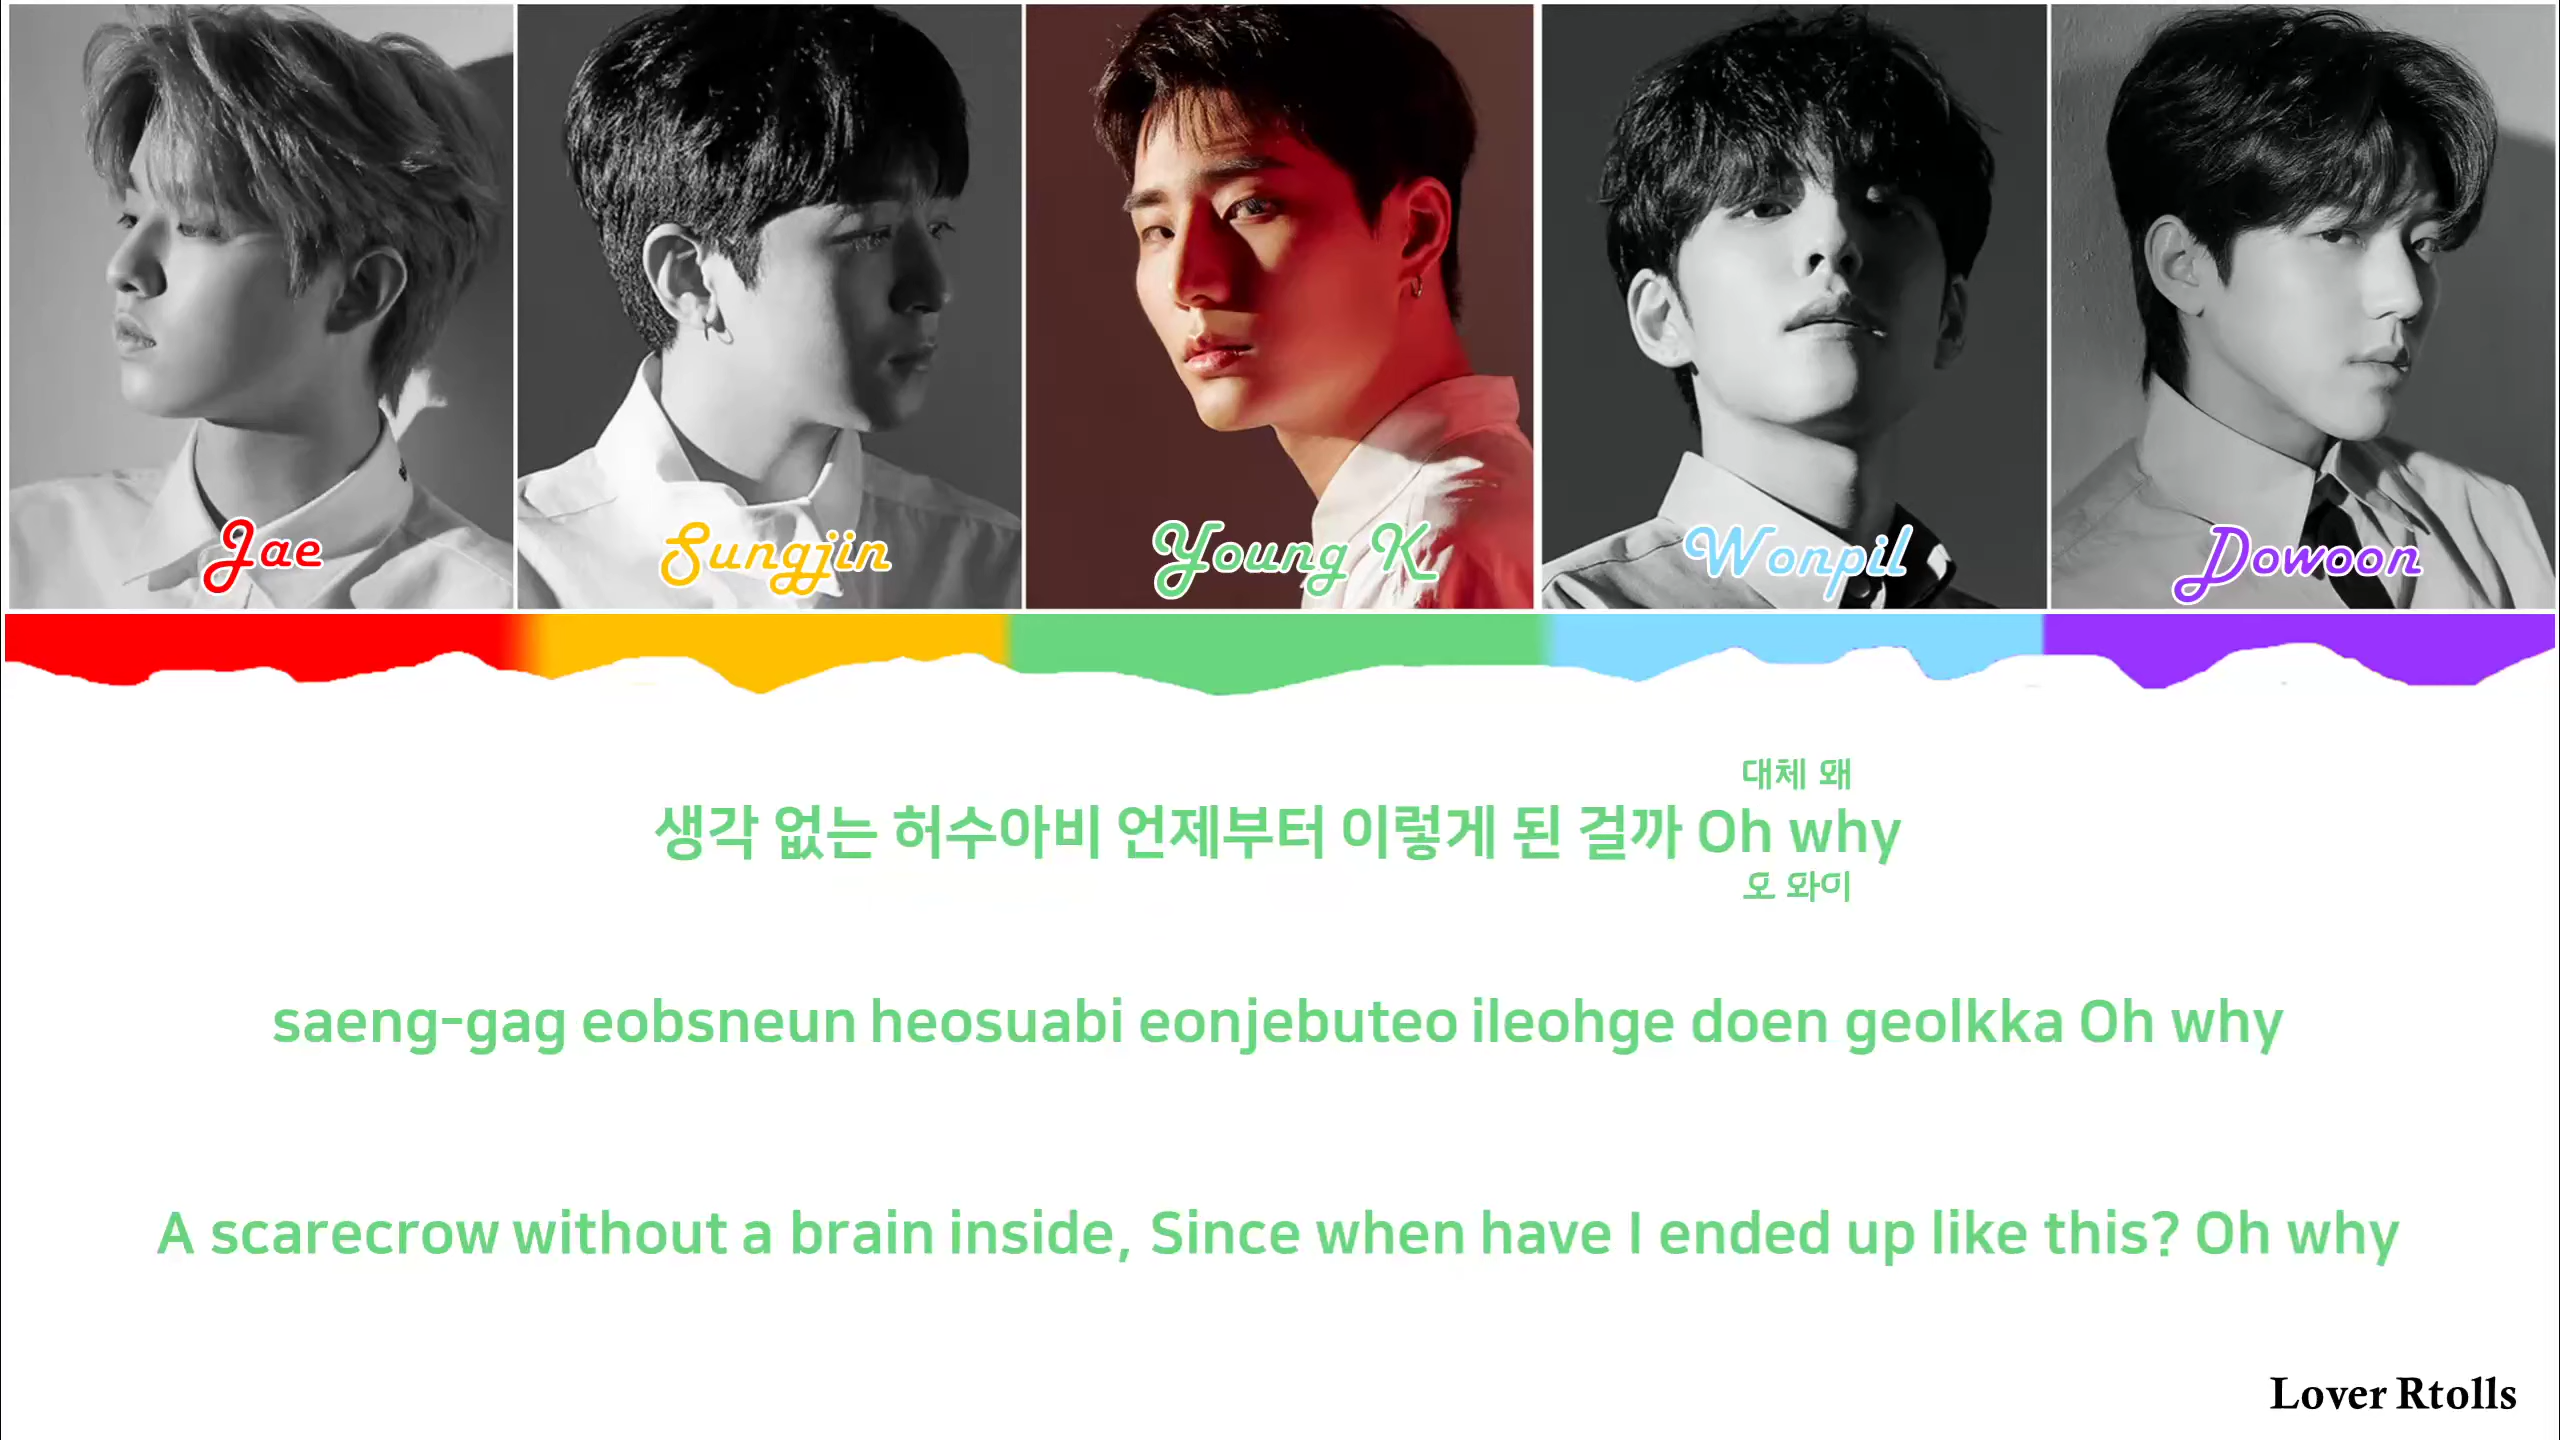 Jae
Sungjin
Young K
Wonpil
Dowoon
대체 왜
생각 없는 허수아비 언제부터 이렇게 된 걸까 Oh why
오 와이
saeng-gag eobsneun heosuabi eonjebuteo ileohge doen geolkka Oh why
A scarecrow without a brain inside, Since when have I ended up like this? Oh why
Lover Rtolls